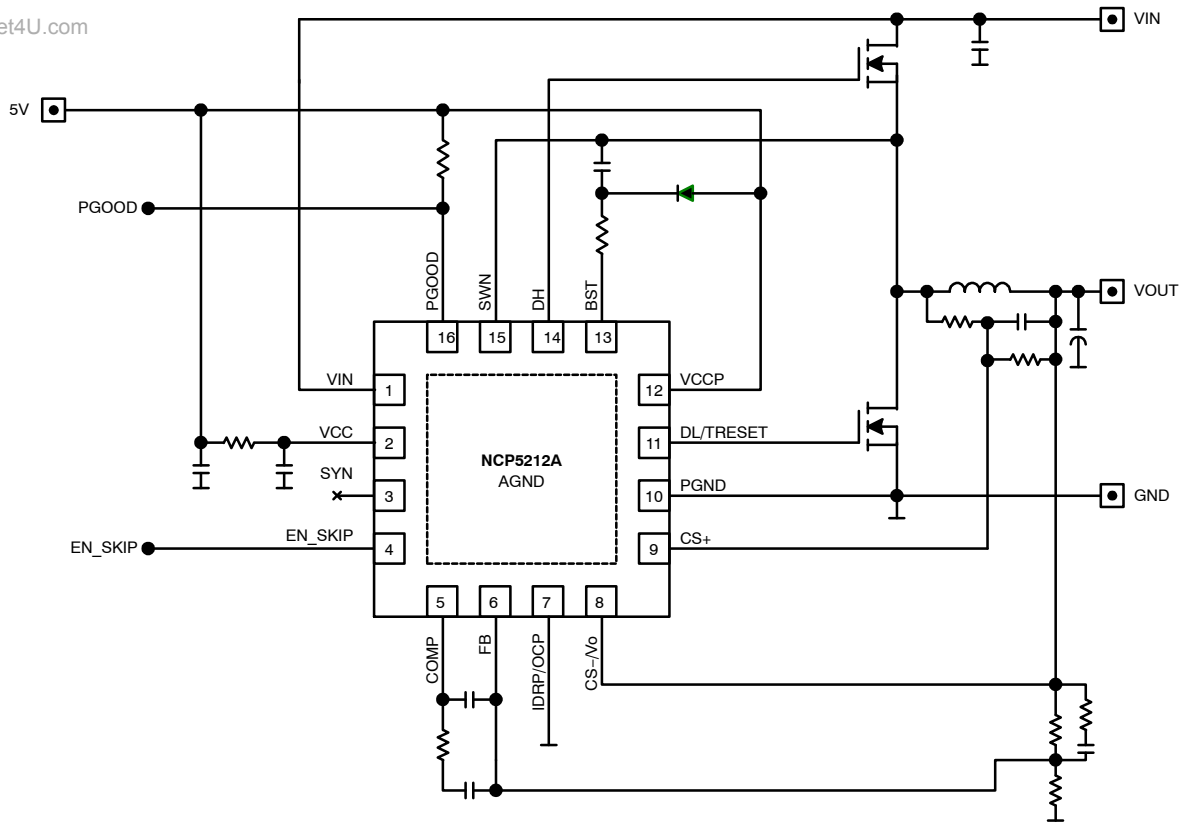 et4U.com
VIN
5V
PGOOD
PGOOD
SWN
DH
BST
VOUT
16
15
14
13
VIN
1
12
VCCP
VCC
2
11
DL/TRESET
NCP5212A
AGND
SYN
3
10
PGND
GND
EN_SKIP
EN_SKIP
4
9
CS+
5
6
7
8
COMP
FB
IDRP/OCP
CS−/Vo